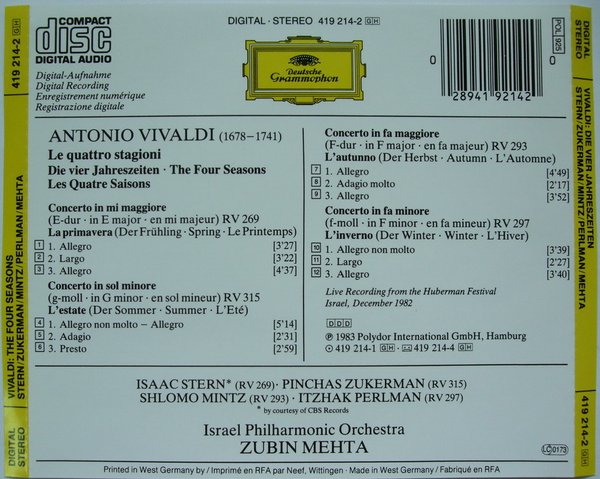 COMPACT
disc
DIGITAL AUDIO
DIGITAL · STEREO 419 214-2 GH
Deutsche
Grammophon
POL 925
0 28941 92142 0
Digital-Aufnahme
Digital Recording
Enregistrement numérique
Registrazione digitale
ANTONIO VIVALDI (1678–1741)
Le quattro stagioni
Die vier Jahreszeiten · The Four Seasons
Les Quatre Saisons
Concerto in mi maggiore
(E-dur · in E major · en mi majeur) RV 269
La primavera (Der Frühling · Spring · Le Printemps)
1 1. Allegro [3'27]
2 2. Largo [3'22]
3 3. Allegro [4'37]
Concerto in sol minore
(g-moll · in G minor · en sol mineur) RV 315
L'estate (Der Sommer · Summer · L'Eté)
4 1. Allegro non molto – Allegro [5'14]
5 2. Adagio [2'31]
6 3. Presto [2'59]
Concerto in fa maggiore
(F-dur · in F major · en fa majeur) RV 293
L'autunno (Der Herbst · Autumn · L'Automne)
7 1. Allegro [4'49]
8 2. Adagio molto [2'17]
9 3. Allegro [3'52]
Concerto in fa minore
(f-moll · in F minor · en fa mineur) RV 297
L'inverno (Der Winter · Winter · L'Hiver)
10 1. Allegro non molto [3'39]
11 2. Largo [2'27]
12 3. Allegro [3'40]
Live Recording from the Huberman Festival
Israel, December 1982
DDD
℗ 1983 Polydor International GmbH, Hamburg
419 214-1 GH · 419 214-4 GH
ISAAC STERN* (RV 269) · PINCHAS ZUKERMAN (RV 315)
SHLOMO MINTZ (RV 293) · ITZHAK PERLMAN (RV 297)
* by courtesy of CBS Records
Israel Philharmonic Orchestra
ZUBIN MEHTA
LC 0173
Printed in West Germany by / Imprimé en RFA par Neef, Wittingen · Made in West Germany / Fabriqué en RFA
DIGITAL
STEREO
VIVALDI: THE FOUR SEASONS
STERN/ZUKERMAN/MINTZ/PERLMAN/MEHTA
419 214-2 GH
DIGITAL
STEREO
VIVALDI: DIE VIER JAHRESZEITEN
STERN/ZUKERMAN/MINTZ/PERLMAN/MEHTA
419 214-2 GH